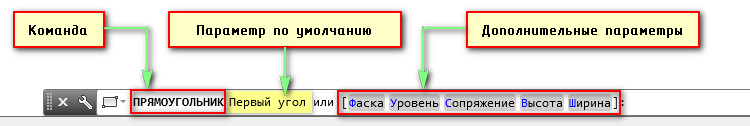 Команда Параметр по умолчанию Дополнительные параметры
ПРЯМОУГОЛЬНИК Первый угол или [Фаска Уровень Сопряжение Высота Ширина]: